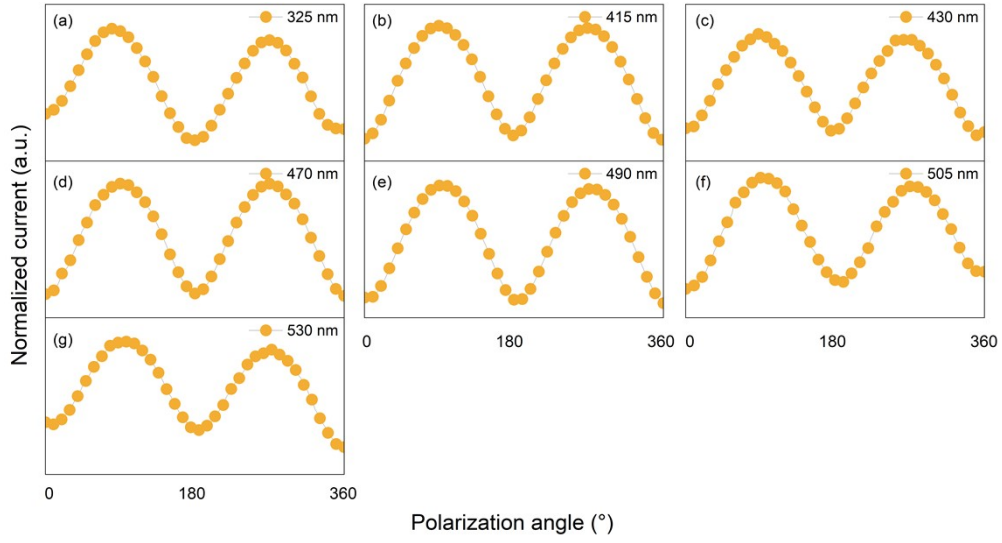 (a) 325 nm
(b) 415 nm
(c) 430 nm
(d) 470 nm
(e) 490 nm
(f) 505 nm
(g) 530 nm
Normalized current (a.u.)
0 180 360
0 180 360
0 180 360
Polarization angle (°)